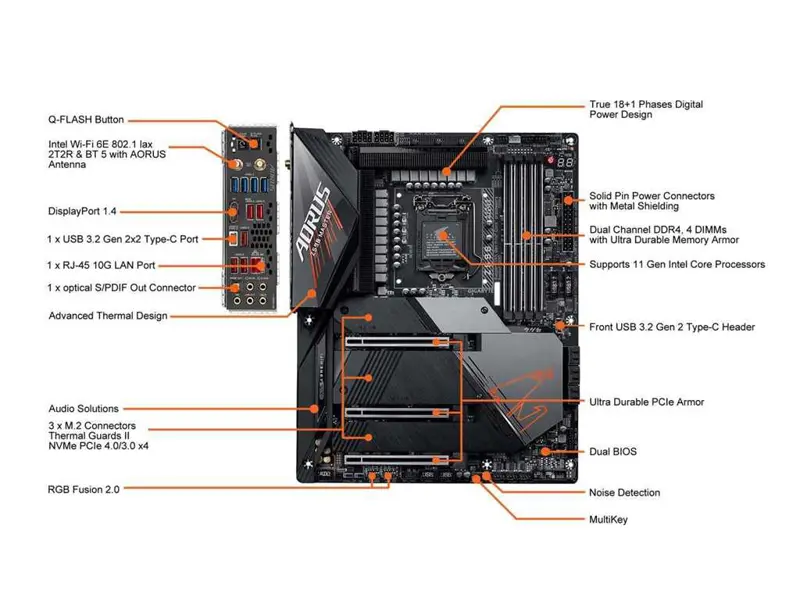 Q-FLASH Button
Intel Wi-Fi 6E 802.1 lax
2T2R & BT 5 with AORUS
Antenna
DisplayPort 1.4
1 x USB 3.2 Gen 2x2 Type-C Port
1 x RJ-45 10G LAN Port
1 x optical S/PDIF Out Connector
Advanced Thermal Design
Audio Solutions
3 x M.2 Connectors
Thermal Guards II
NVMe PCIe 4.0/3.0 x4
RGB Fusion 2.0
AORUS
Z590 MASTER
88
True 18+1 Phases Digital
Power Design
Solid Pin Power Connectors
with Metal Shielding
Dual Channel DDR4, 4 DIMMs
with Ultra Durable Memory Armor
Supports 11 Gen Intel Core Processors
Front USB 3.2 Gen 2 Type-C Header
Ultra Durable PCIe Armor
Dual BIOS
Noise Detection
MultiKey